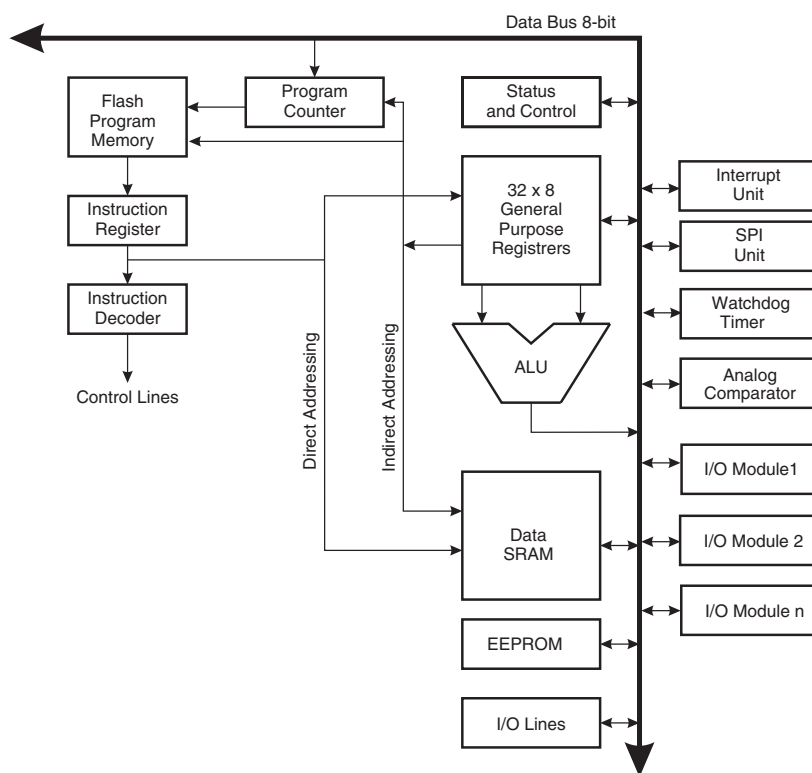 Data Bus 8-bit
Flash
Program
Memory
Program
Counter
Status
and Control
Instruction
Register
32 x 8
General
Purpose
Registrers
Interrupt
Unit
SPI
Unit
Instruction
Decoder
Watchdog
Timer
ALU
Analog
Comparator
Control Lines
Direct Addressing
Indirect Addressing
I/O Module1
Data
SRAM
I/O Module 2
I/O Module n
EEPROM
I/O Lines